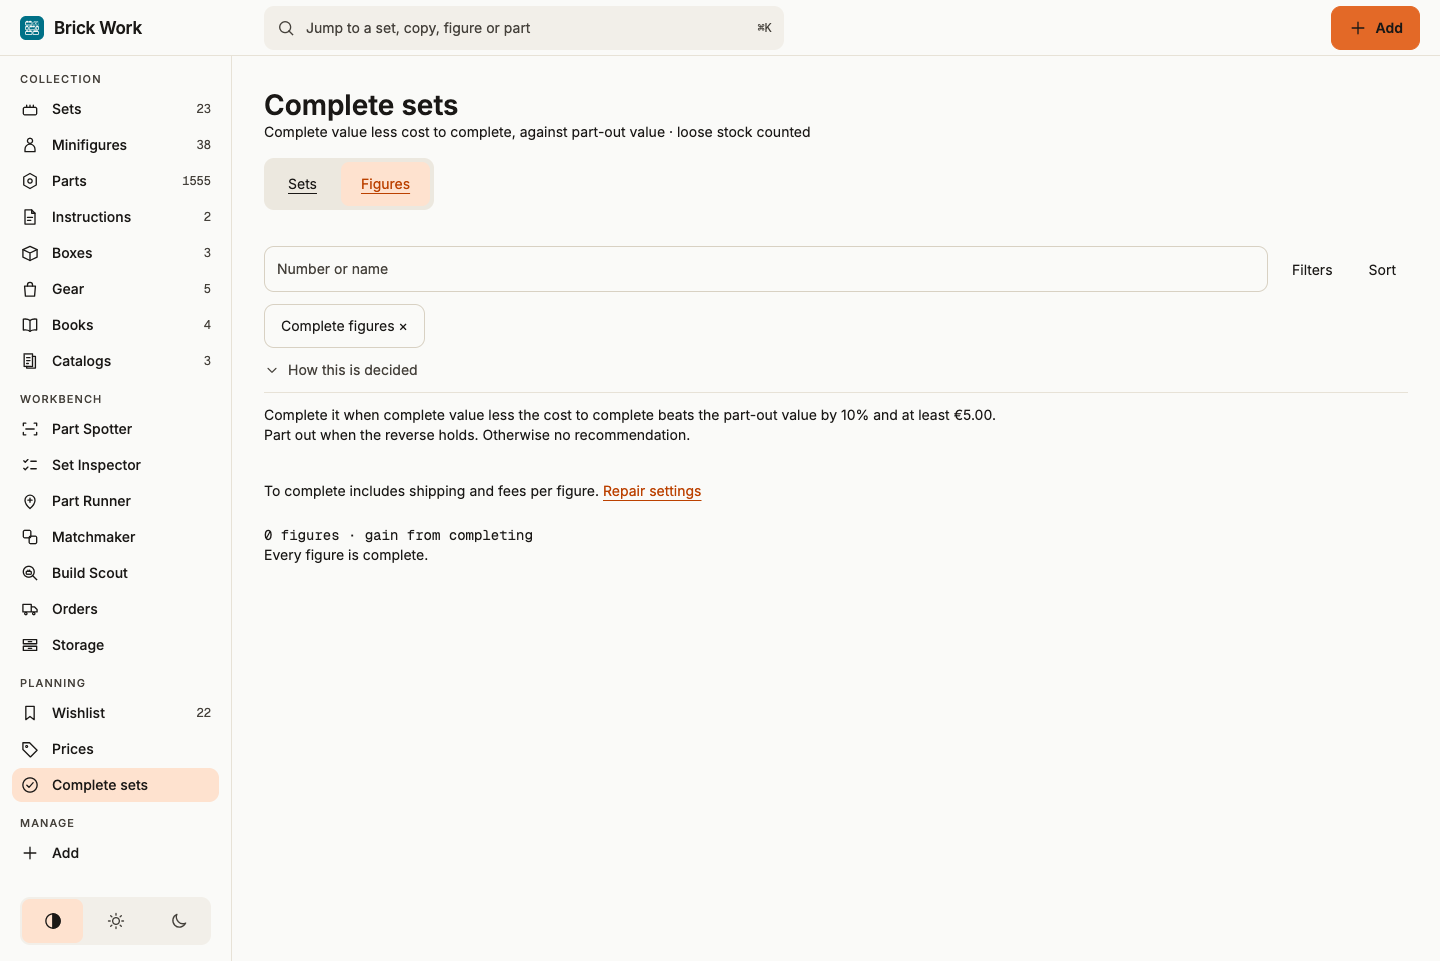 Brick Work
Jump to a set, copy, figure or part
⌘K
Add
COLLECTION
Sets 23
Minifigures 38
Parts 1555
Instructions 2
Boxes 3
Gear 5
Books 4
Catalogs 3
WORKBENCH
Part Spotter
Set Inspector
Part Runner
Matchmaker
Build Scout
Orders
Storage
PLANNING
Wishlist 22
Prices
Complete sets
MANAGE
Add
Complete sets
Complete value less cost to complete, against part-out value · loose stock counted
Sets Figures
Number or name
Filters Sort
Complete figures ×
How this is decided
Complete it when complete value less the cost to complete beats the part-out value by 10% and at least €5.00.
Part out when the reverse holds. Otherwise no recommendation.
To complete includes shipping and fees per figure. Repair settings
0 figures · gain from completing
Every figure is complete.